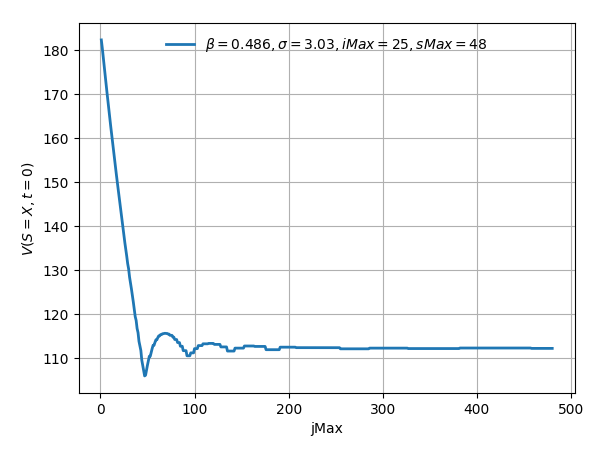 β = 0.486, σ = 3.03, iMax = 25, sMax = 48
V(S = X, t = 0)
180
170
160
150
140
130
120
110
0 100 200 300 400 500
jMax